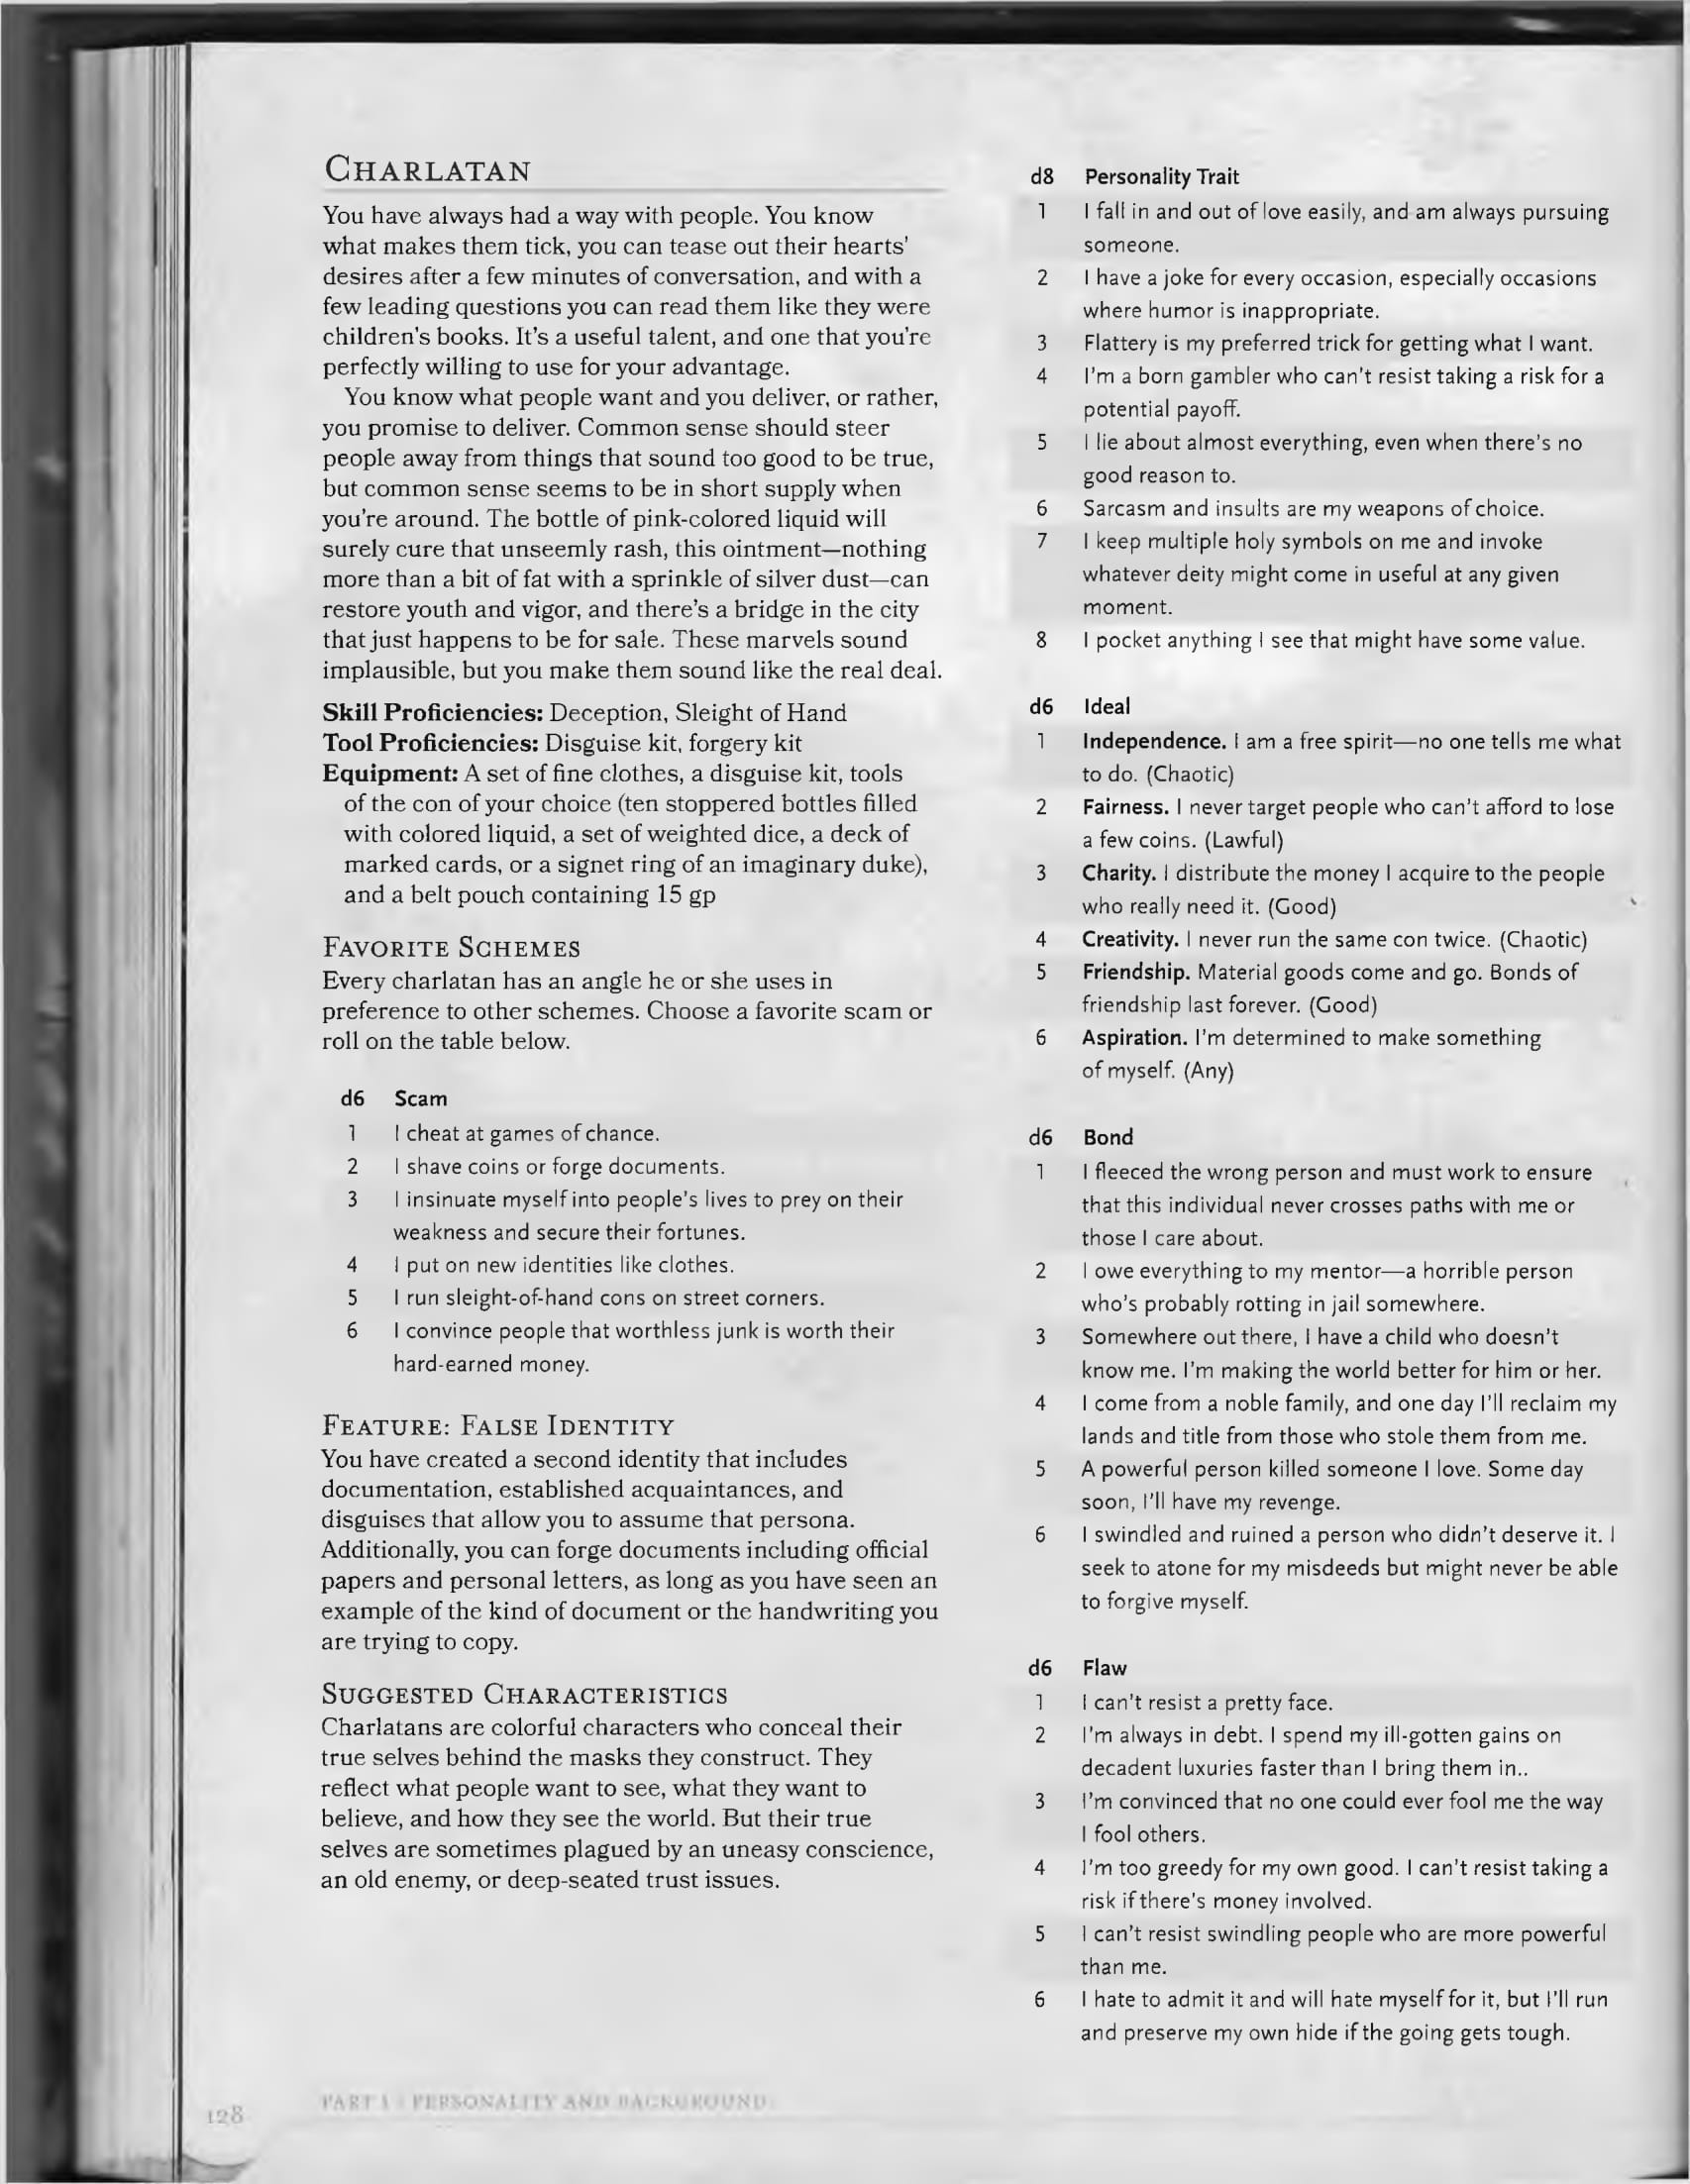 CHARLATAN
You have always had a way with people. You know
what makes them tick, you can tease out their hearts'
desires after a few minutes of conversation, and with a
few leading questions you can read them like they were
children's books. It's a useful talent, and one that you're
perfectly willing to use for your advantage.
You know what people want and you deliver, or rather,
you promise to deliver. Common sense should steer
people away from things that sound too good to be true,
but common sense seems to be in short supply when
you're around. The bottle of pink-colored liquid will
surely cure that unseemly rash, this ointment—nothing
more than a bit of fat with a sprinkle of silver dust—can
restore youth and vigor, and there's a bridge in the city
that just happens to be for sale. These marvels sound
implausible, but you make them sound like the real deal.
Skill Proficiencies: Deception, Sleight of Hand
Tool Proficiencies: Disguise kit, forgery kit
Equipment: A set of fine clothes, a disguise kit, tools
of the con of your choice (ten stoppered bottles filled
with colored liquid, a set of weighted dice, a deck of
marked cards, or a signet ring of an imaginary duke),
and a belt pouch containing 15 gp
FAVORITE SCHEMES
Every charlatan has an angle he or she uses in
preference to other schemes. Choose a favorite scam or
roll on the table below.
d6 Scam
1 I cheat at games of chance.
2 I shave coins or forge documents.
3 I insinuate myself into people's lives to prey on their
weakness and secure their fortunes.
4 I put on new identities like clothes.
5 I run sleight-of-hand cons on street corners.
6 I convince people that worthless junk is worth their
hard-earned money.
FEATURE: FALSE IDENTITY
You have created a second identity that includes
documentation, established acquaintances, and
disguises that allow you to assume that persona.
Additionally, you can forge documents including official
papers and personal letters, as long as you have seen an
example of the kind of document or the handwriting you
are trying to copy.
SUGGESTED CHARACTERISTICS
Charlatans are colorful characters who conceal their
true selves behind the masks they construct. They
reflect what people want to see, what they want to
believe, and how they see the world. But their true
selves are sometimes plagued by an uneasy conscience,
an old enemy, or deep-seated trust issues.
d8 Personality Trait
1 I fall in and out of love easily, and am always pursuing
someone.
2 I have a joke for every occasion, especially occasions
where humor is inappropriate.
3 Flattery is my preferred trick for getting what I want.
4 I'm a born gambler who can't resist taking a risk for a
potential payoff.
5 I lie about almost everything, even when there's no
good reason to.
6 Sarcasm and insults are my weapons of choice.
7 I keep multiple holy symbols on me and invoke
whatever deity might come in useful at any given
moment.
8 I pocket anything I see that might have some value.
d6 Ideal
1 Independence. I am a free spirit—no one tells me what
to do. (Chaotic)
2 Fairness. I never target people who can't afford to lose
a few coins. (Lawful)
3 Charity. I distribute the money I acquire to the people
who really need it. (Good)
4 Creativity. I never run the same con twice. (Chaotic)
5 Friendship. Material goods come and go. Bonds of
friendship last forever. (Good)
6 Aspiration. I'm determined to make something
of myself. (Any)
d6 Bond
1 I fleeced the wrong person and must work to ensure
that this individual never crosses paths with me or
those I care about.
2 I owe everything to my mentor—a horrible person
who's probably rotting in jail somewhere.
3 Somewhere out there, I have a child who doesn't
know me. I'm making the world better for him or her.
4 I come from a noble family, and one day I'll reclaim my
lands and title from those who stole them from me.
5 A powerful person killed someone I love. Some day
soon, I'll have my revenge.
6 I swindled and ruined a person who didn't deserve it. I
seek to atone for my misdeeds but might never be able
to forgive myself.
d6 Flaw
1 I can't resist a pretty face.
2 I'm always in debt. I spend my ill-gotten gains on
decadent luxuries faster than I bring them in..
3 I'm convinced that no one could ever fool me the way
I fool others.
4 I'm too greedy for my own good. I can't resist taking a
risk if there's money involved.
5 I can't resist swindling people who are more powerful
than me.
6 I hate to admit it and will hate myself for it, but I'll run
and preserve my own hide if the going gets tough.
128
PART 1 : PERSONALITY AND BACKGROUND